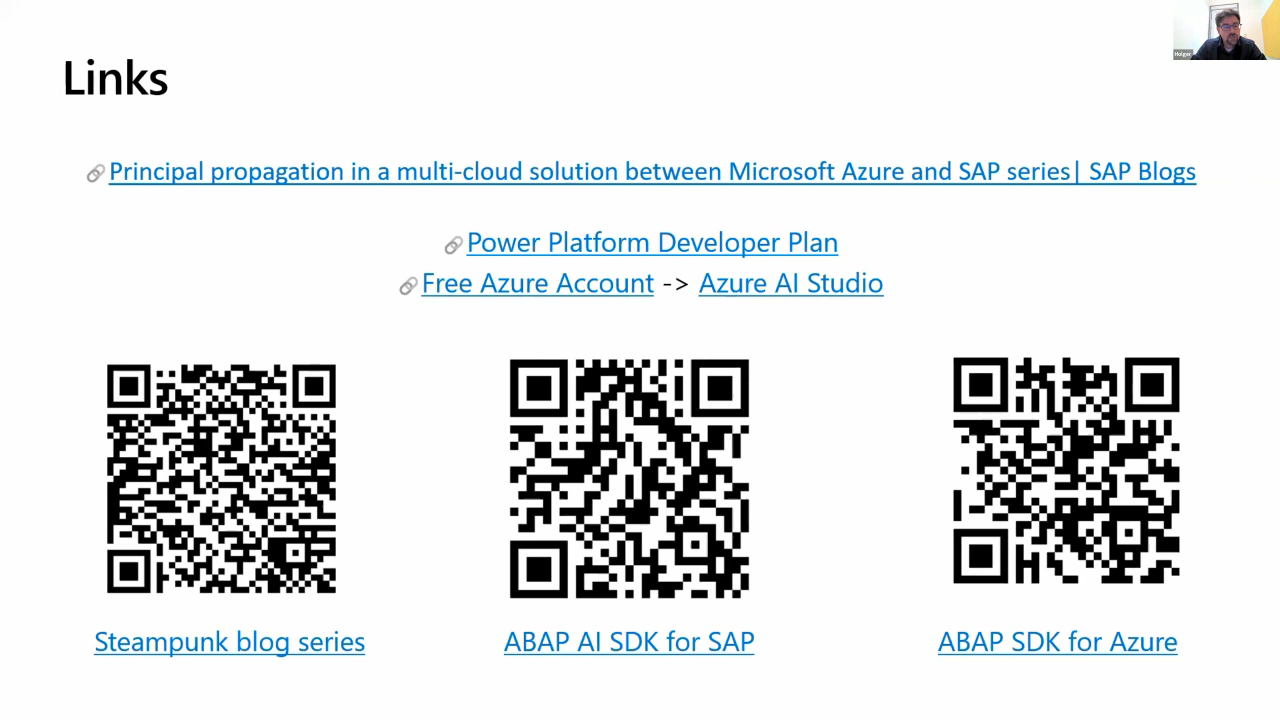 Holger
Links
Principal propagation in a multi-cloud solution between Microsoft Azure and SAP series| SAP Blogs
Power Platform Developer Plan
Free Azure Account -> Azure AI Studio
Steampunk blog series
ABAP AI SDK for SAP
ABAP SDK for Azure